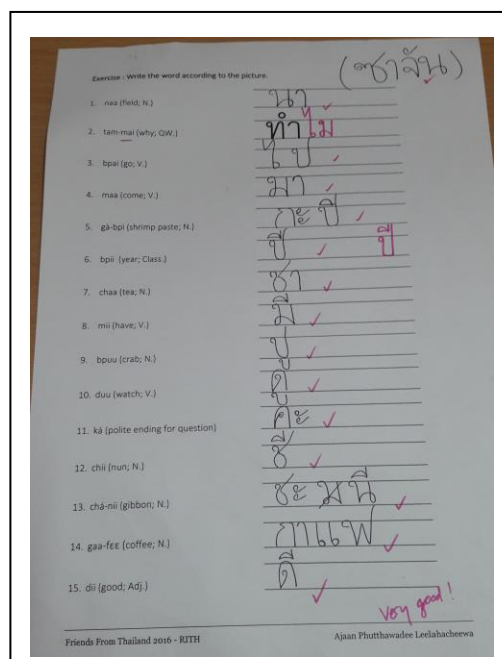 (ซาจัน)
Exercise : Write the word according to the picture.
1. naa (field; N.) นา
2. tam-mai (why; QW.) ทำไม
3. bpai (go; V.) ไป
4. maa (come; V.) มา
5. gà-bpì (shrimp paste; N.) กะปิ
6. bpii (year; Class.) ปี ปี
7. chaa (tea; N.) ชา
8. mii (have; V.) มี
9. bpuu (crab; N.) ปู
10. duu (watch; V.) ดู
11. ká (polite ending for question) คะ
12. chii (nun; N.) ชี
13. chá-nii (gibbon; N.) ชะนี
14. gaa-fɛɛ (coffee; N.) กาแฟ
15. dii (good; Adj.) ดี
very good!
Friends From Thailand 2016 - RITH Ajaan Phutthawadee Leelahacheewa